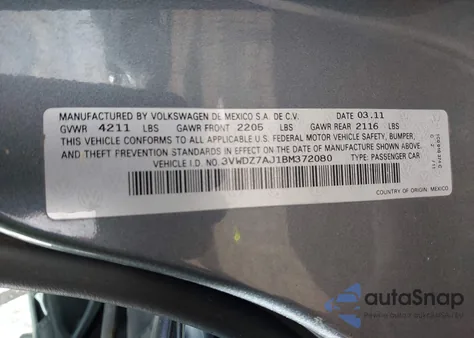 MANUFACTURED BY VOLKSWAGEN DE MEXICO S.A. DE C.V. DATE 03.11
GVWR 4211 LBS GAWR FRONT 2205 LBS GAWR REAR 2116 LBS
THIS VEHICLE CONFORMS TO ALL APPLICABLE U.S. FEDERAL MOTOR VEHICLE SAFETY, BUMPER,
AND THEFT PREVENTION STANDARDS IN EFFECT ON THE DATE OF MANUFACTURE SHOWN ABOVE.
VEHICLE I.D. NO. 3VWDZ7AJ1BM372080 TYPE: PASSENGER CAR
COUNTRY OF ORIGIN: MEXICO
autoSnap